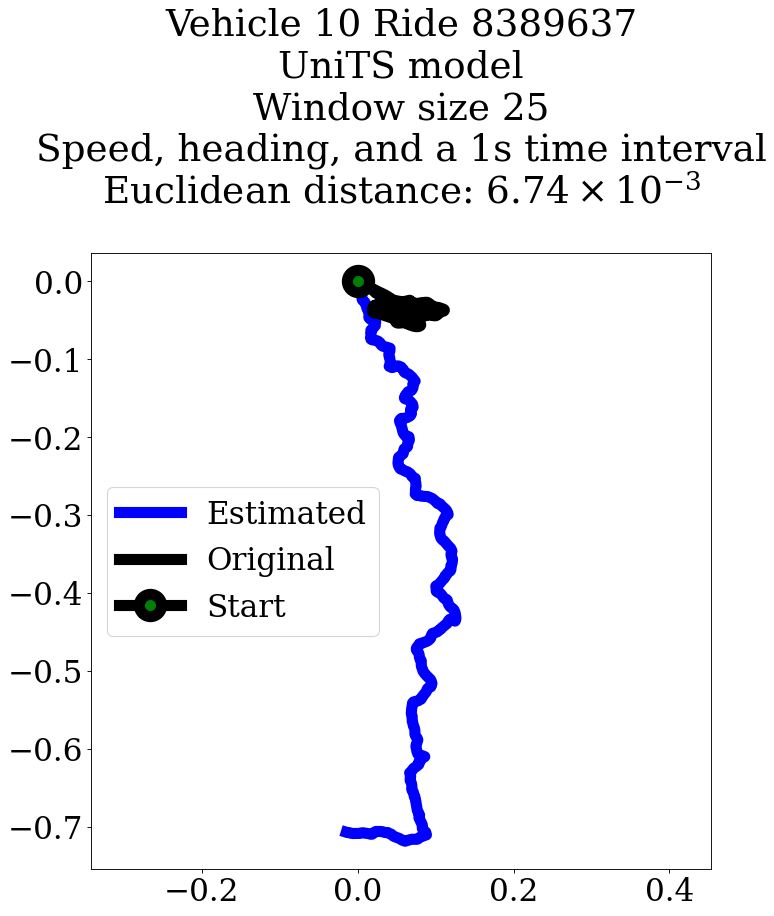 Vehicle 10 Ride 8389637
UniTS model
Window size 25
Speed, heading, and a 1s time interval
Euclidean distance: 6.74 × 10⁻³
0.0
−0.1
−0.2
−0.3
−0.4
−0.5
−0.6
−0.7
Estimated
Original
Start
−0.2
0.0
0.2
0.4